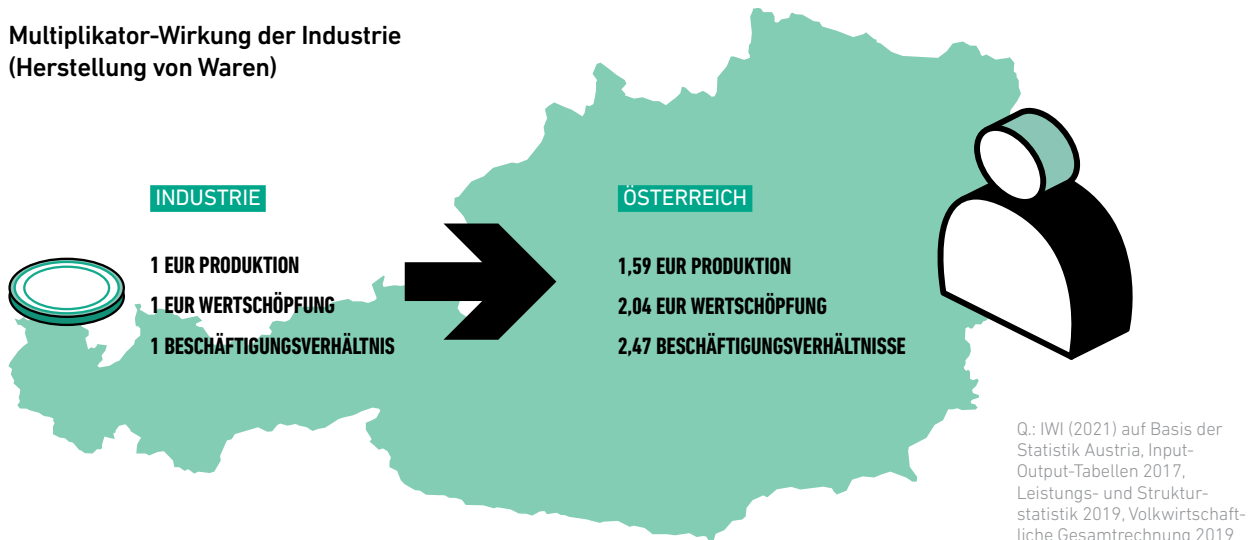 Multiplikator-Wirkung der Industrie
(Herstellung von Waren)
INDUSTRIE
1 EUR PRODUKTION
1 EUR WERTSCHÖPFUNG
1 BESCHÄFTIGUNGSVERHÄLTNIS
ÖSTERREICH
1,59 EUR PRODUKTION
2,04 EUR WERTSCHÖPFUNG
2,47 BESCHÄFTIGUNGSVERHÄLTNISSE
Q.: IWI (2021) auf Basis der
Statistik Austria, Input-
Output-Tabellen 2017,
Leistungs- und Struktur-
statistik 2019, Volkwirtschaft-
liche Gesamtrechnung 2019